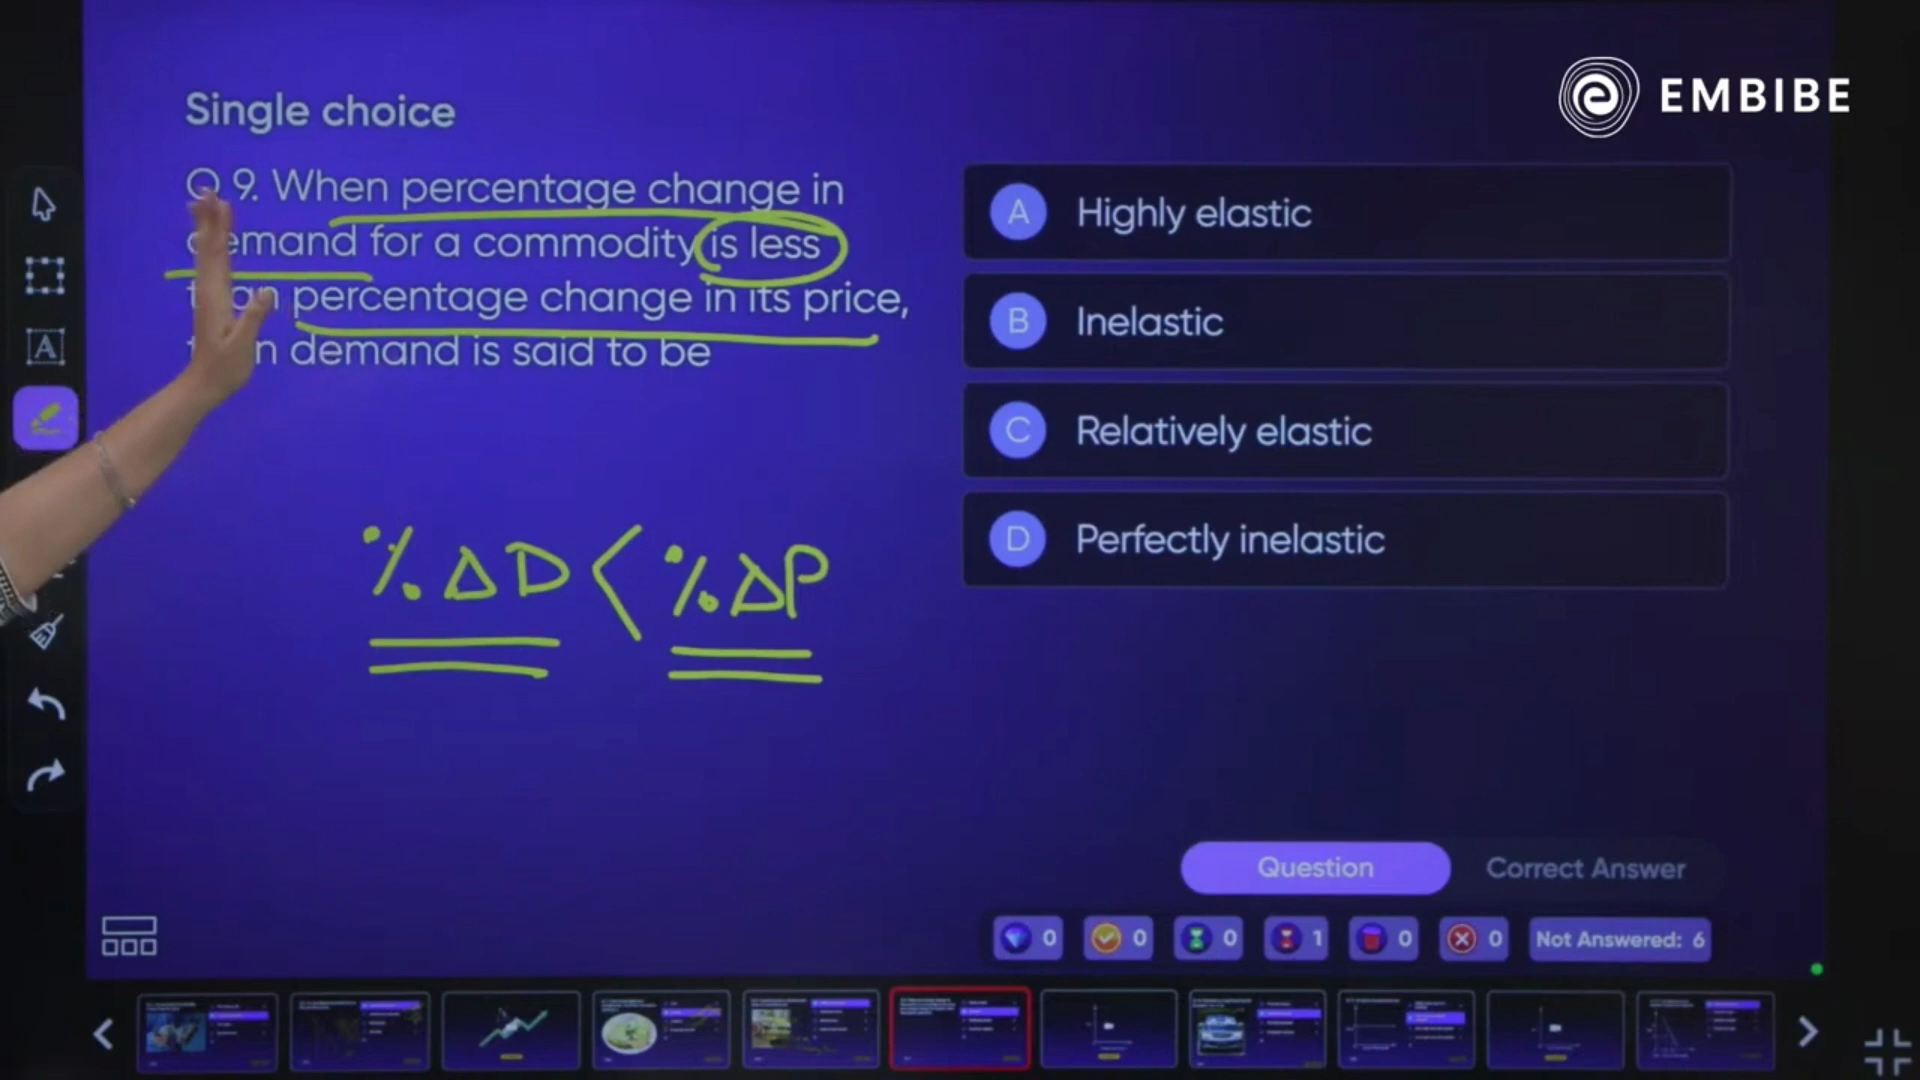 EMBIBE
Single choice
Q 9. When percentage change in
demand for a commodity is less
than percentage change in its price,
demand is said to be
A Highly elastic
B Inelastic
C Relatively elastic
D Perfectly inelastic
%ΔD < %ΔP
Question
Correct Answer
0 0 0 1 0 0 Not Answered: 6